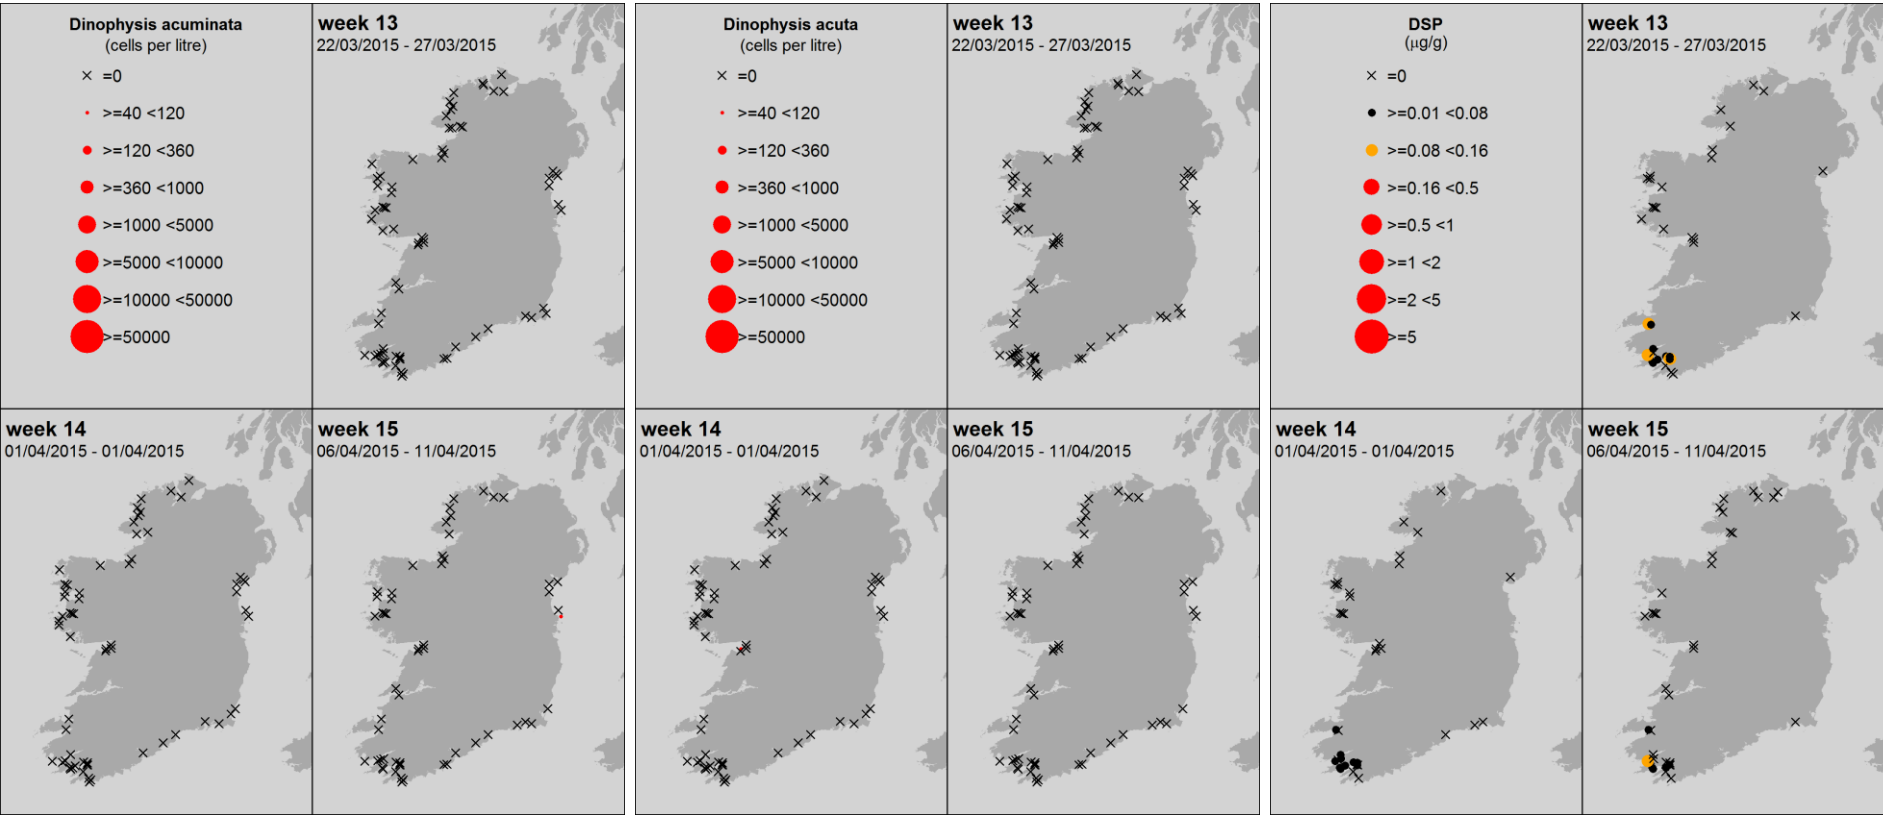 Dinophysis acuminata
(cells per litre)
=0
>=40 <120
>=120 <360
>=360 <1000
>=1000 <5000
>=5000 <10000
>=10000 <50000
>=50000
week 13
22/03/2015 - 27/03/2015
week 14
01/04/2015 - 01/04/2015
week 15
06/04/2015 - 11/04/2015
Dinophysis acuta
(cells per litre)
=0
>=40 <120
>=120 <360
>=360 <1000
>=1000 <5000
>=5000 <10000
>=10000 <50000
>=50000
week 13
22/03/2015 - 27/03/2015
week 14
01/04/2015 - 01/04/2015
week 15
06/04/2015 - 11/04/2015
DSP
(µg/g)
=0
>=0.01 <0.08
>=0.08 <0.16
>=0.16 <0.5
>=0.5 <1
>=1 <2
>=2 <5
>=5
week 13
22/03/2015 - 27/03/2015
week 14
01/04/2015 - 01/04/2015
week 15
06/04/2015 - 11/04/2015